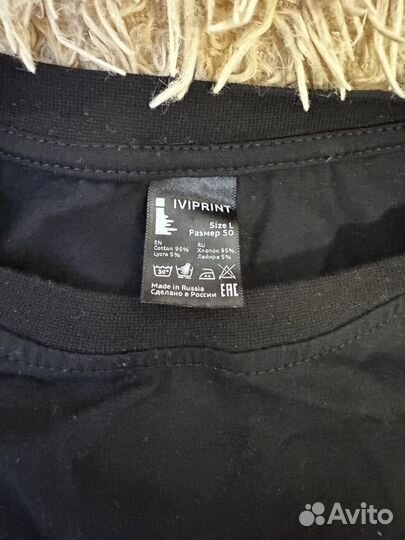 IVIPRINT
Size L
Размер 50
EN
Cotton 95%
Lycra 5%
RU
Хлопок 95%
Лайкра 5%
30°
Made in Russia
Сделано в России
EAC
Avito